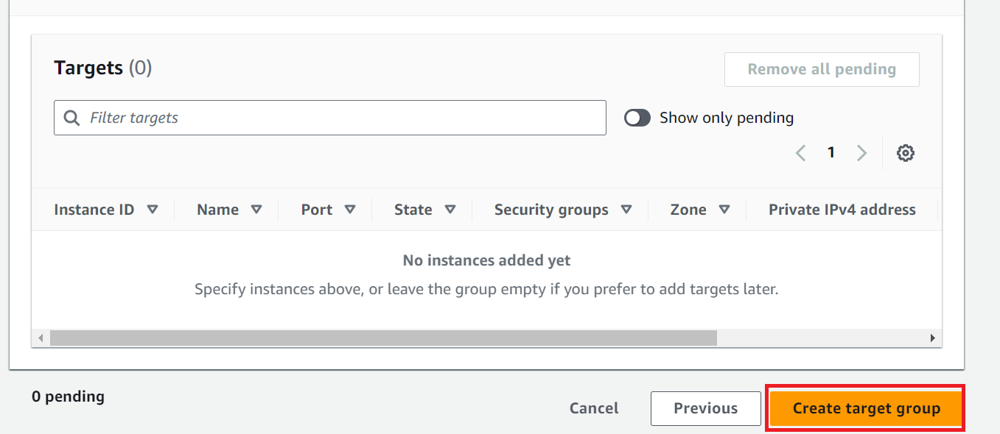 Targets (0)
Remove all pending
Filter targets
Show only pending
1
Instance ID Name Port State Security groups Zone Private IPv4 address
No instances added yet
Specify instances above, or leave the group empty if you prefer to add targets later.
0 pending
Cancel Previous Create target group